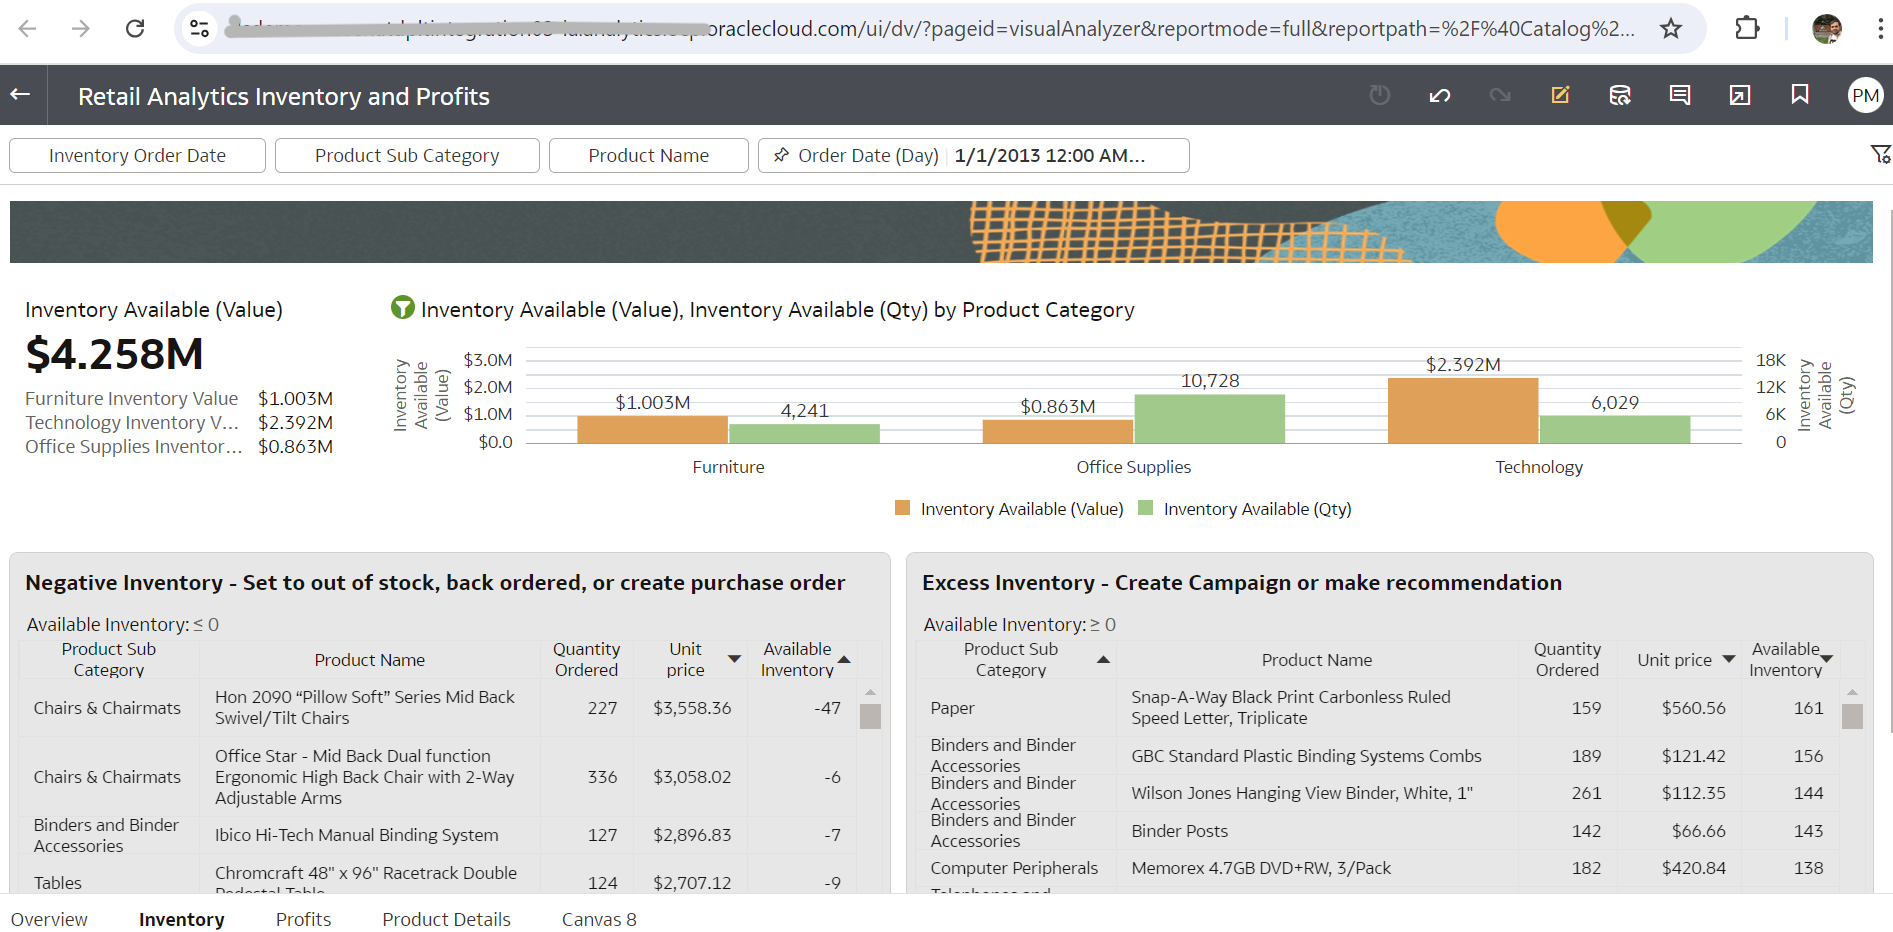 oraclecloud.com/ui/dv/?pageid=visualAnalyzer&reportmode=full&reportpath=%2F%40Catalog%2...
Retail Analytics Inventory and Profits
PM
Inventory Order Date
Product Sub Category
Product Name
Order Date (Day) 1/1/2013 12:00 AM...
Inventory Available (Value)
$4.258M
Furniture Inventory Value $1.003M
Technology Inventory V... $2.392M
Office Supplies Inventor... $0.863M
Inventory Available (Value), Inventory Available (Qty) by Product Category
Inventory
Available
(Value)
$3.0M
$2.0M
$1.0M
$0.0
$1.003M
4,241
$0.863M
10,728
$2.392M
6,029
18K
12K
6K
0
Inventory
Available
(Qty)
Furniture
Office Supplies
Technology
Inventory Available (Value)
Inventory Available (Qty)
Negative Inventory - Set to out of stock, back ordered, or create purchase order
Available Inventory: ≤ 0
Product Sub
Category
Product Name
Quantity
Ordered
Unit
price
Available
Inventory
Chairs & Chairmats
Hon 2090 “Pillow Soft” Series Mid Back
Swivel/Tilt Chairs
227
$3,558.36
-47
Chairs & Chairmats
Office Star - Mid Back Dual function
Ergonomic High Back Chair with 2-Way
Adjustable Arms
336
$3,058.02
-6
Binders and Binder
Accessories
Ibico Hi-Tech Manual Binding System
127
$2,896.83
-7
Tables
Chromcraft 48" x 96" Racetrack Double
Pedestal Table
124
$2,707.12
-9
Excess Inventory - Create Campaign or make recommendation
Available Inventory: ≥ 0
Product Sub
Category
Product Name
Quantity
Ordered
Unit price
Available
Inventory
Paper
Snap-A-Way Black Print Carbonless Ruled
Speed Letter, Triplicate
159
$560.56
161
Binders and Binder
Accessories
GBC Standard Plastic Binding Systems Combs
189
$121.42
156
Binders and Binder
Accessories
Wilson Jones Hanging View Binder, White, 1"
261
$112.35
144
Binders and Binder
Accessories
Binder Posts
142
$66.66
143
Computer Peripherals
Memorex 4.7GB DVD+RW, 3/Pack
182
$420.84
138
Telephones and
Overview
Inventory
Profits
Product Details
Canvas 8